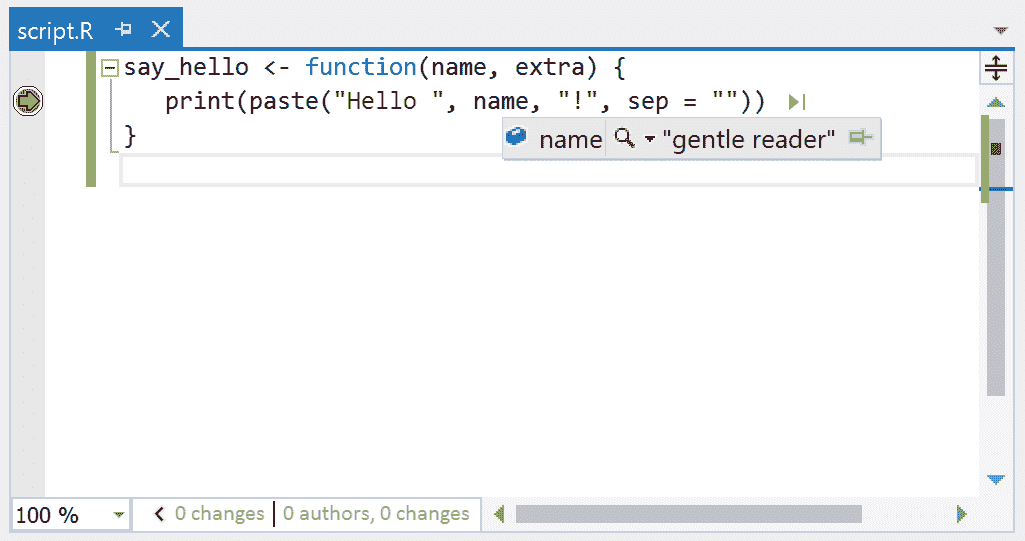 script.R
say_hello <- function(name, extra) {
print(paste("Hello ", name, "!", sep = ""))
}
name "gentle reader"
100 % 0 changes | 0 authors, 0 changes